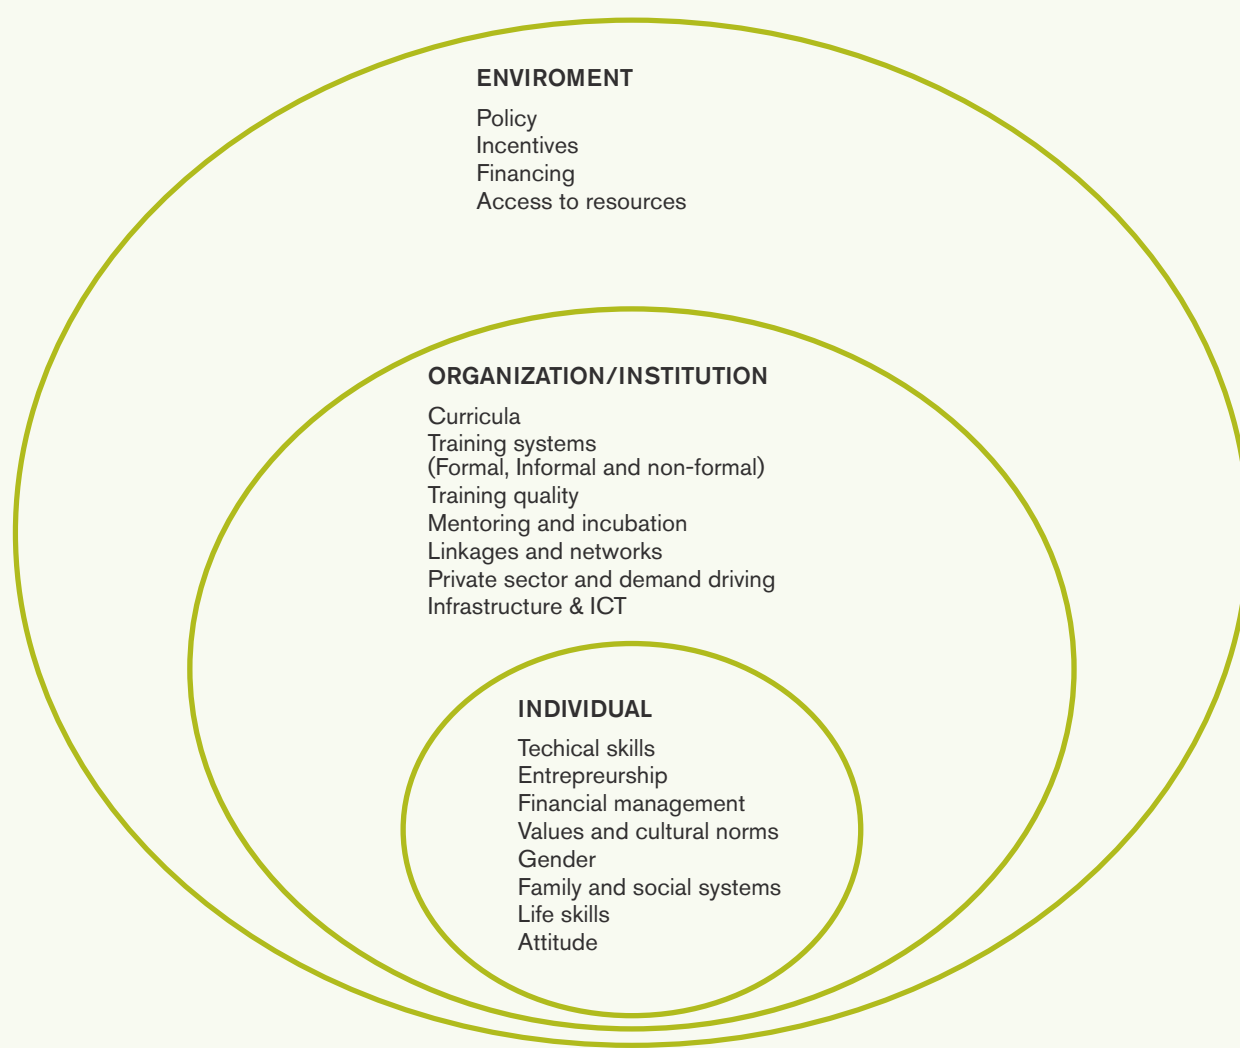 ENVIROMENT
Policy
Incentives
Financing
Access to resources
ORGANIZATION/INSTITUTION
Curricula
Training systems
(Formal, Informal and non-formal)
Training quality
Mentoring and incubation
Linkages and networks
Private sector and demand driving
Infrastructure & ICT
INDIVIDUAL
Techical skills
Entrepreurship
Financial management
Values and cultural norms
Gender
Family and social systems
Life skills
Attitude